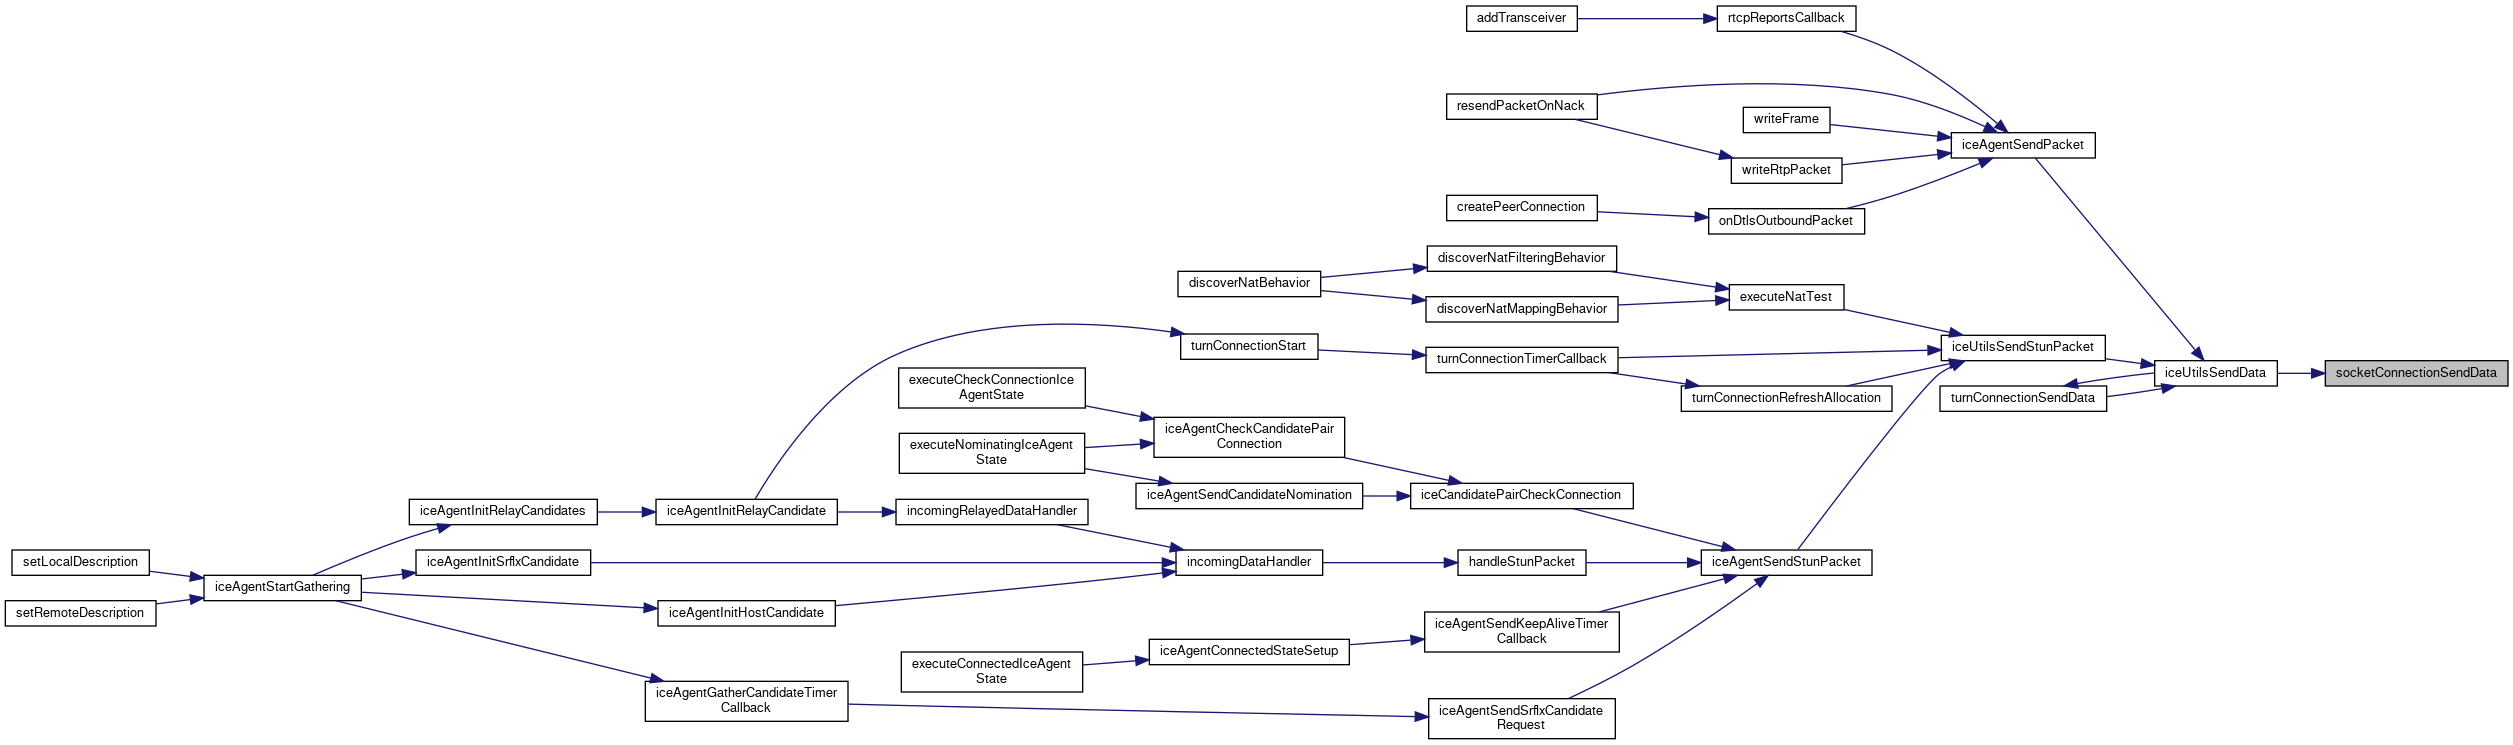 addTransceiver
rtcpReportsCallback
resendPacketOnNack
writeFrame
iceAgentSendPacket
writeRtpPacket
createPeerConnection
onDtlsOutboundPacket
discoverNatFilteringBehavior
discoverNatBehavior
executeNatTest
discoverNatMappingBehavior
turnConnectionStart
turnConnectionTimerCallback
iceUtilsSendStunPacket
iceUtilsSendData
socketConnectionSendData
executeCheckConnectionIce
AgentState
turnConnectionRefreshAllocation
turnConnectionSendData
iceAgentCheckCandidatePair
Connection
executeNominatingIceAgent
State
iceAgentSendCandidateNomination
iceCandidatePairCheckConnection
iceAgentInitRelayCandidates
iceAgentInitRelayCandidate
incomingRelayedDataHandler
setLocalDescription
iceAgentInitSrflxCandidate
incomingDataHandler
handleStunPacket
iceAgentSendStunPacket
iceAgentStartGathering
setRemoteDescription
iceAgentInitHostCandidate
iceAgentSendKeepAliveTimer
Callback
iceAgentConnectedStateSetup
executeConnectedIceAgent
State
iceAgentGatherCandidateTimer
Callback
iceAgentSendSrflxCandidate
Request